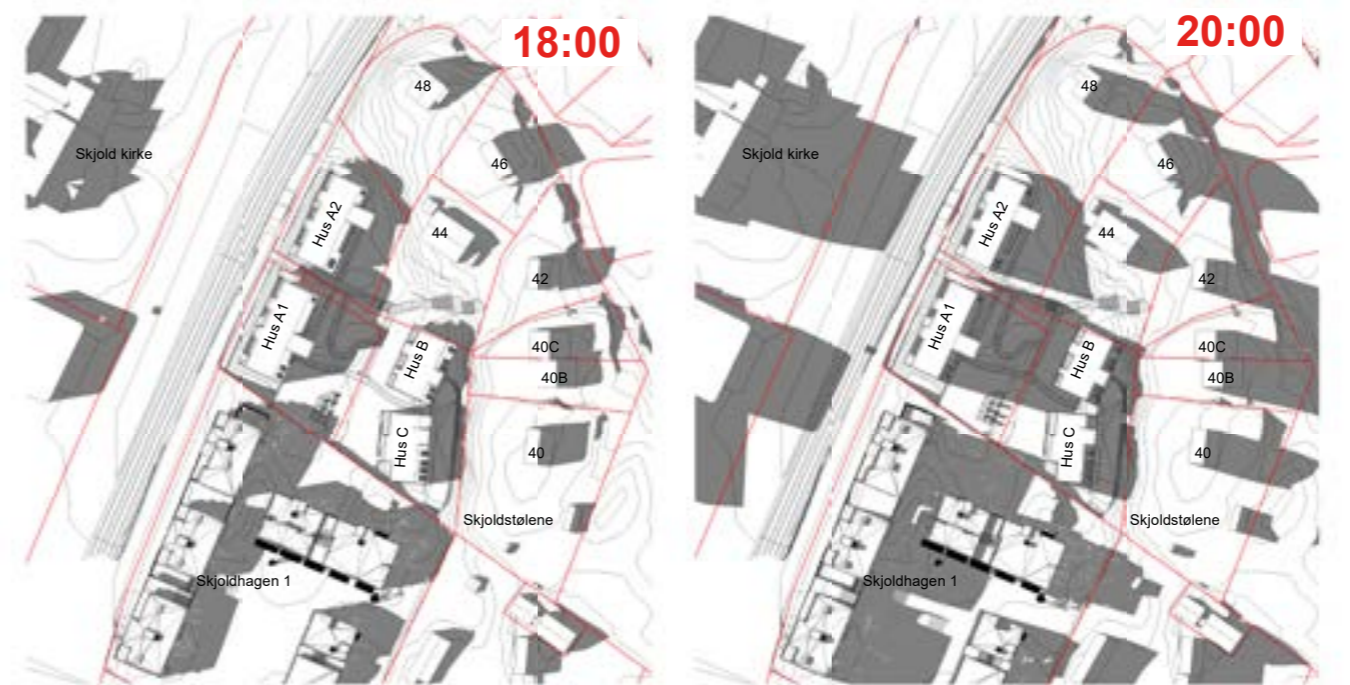 18:00
48
Skjold kirke
46
Hus A2
44
42
Hus A1
Hus B
40C
40B
Hus C
40
Skjoldstølene
Skjoldhagen 1
20:00
48
Skjold kirke
46
Hus A2
44
42
Hus A1
Hus B
40C
40B
Hus C
40
Skjoldstølene
Skjoldhagen 1